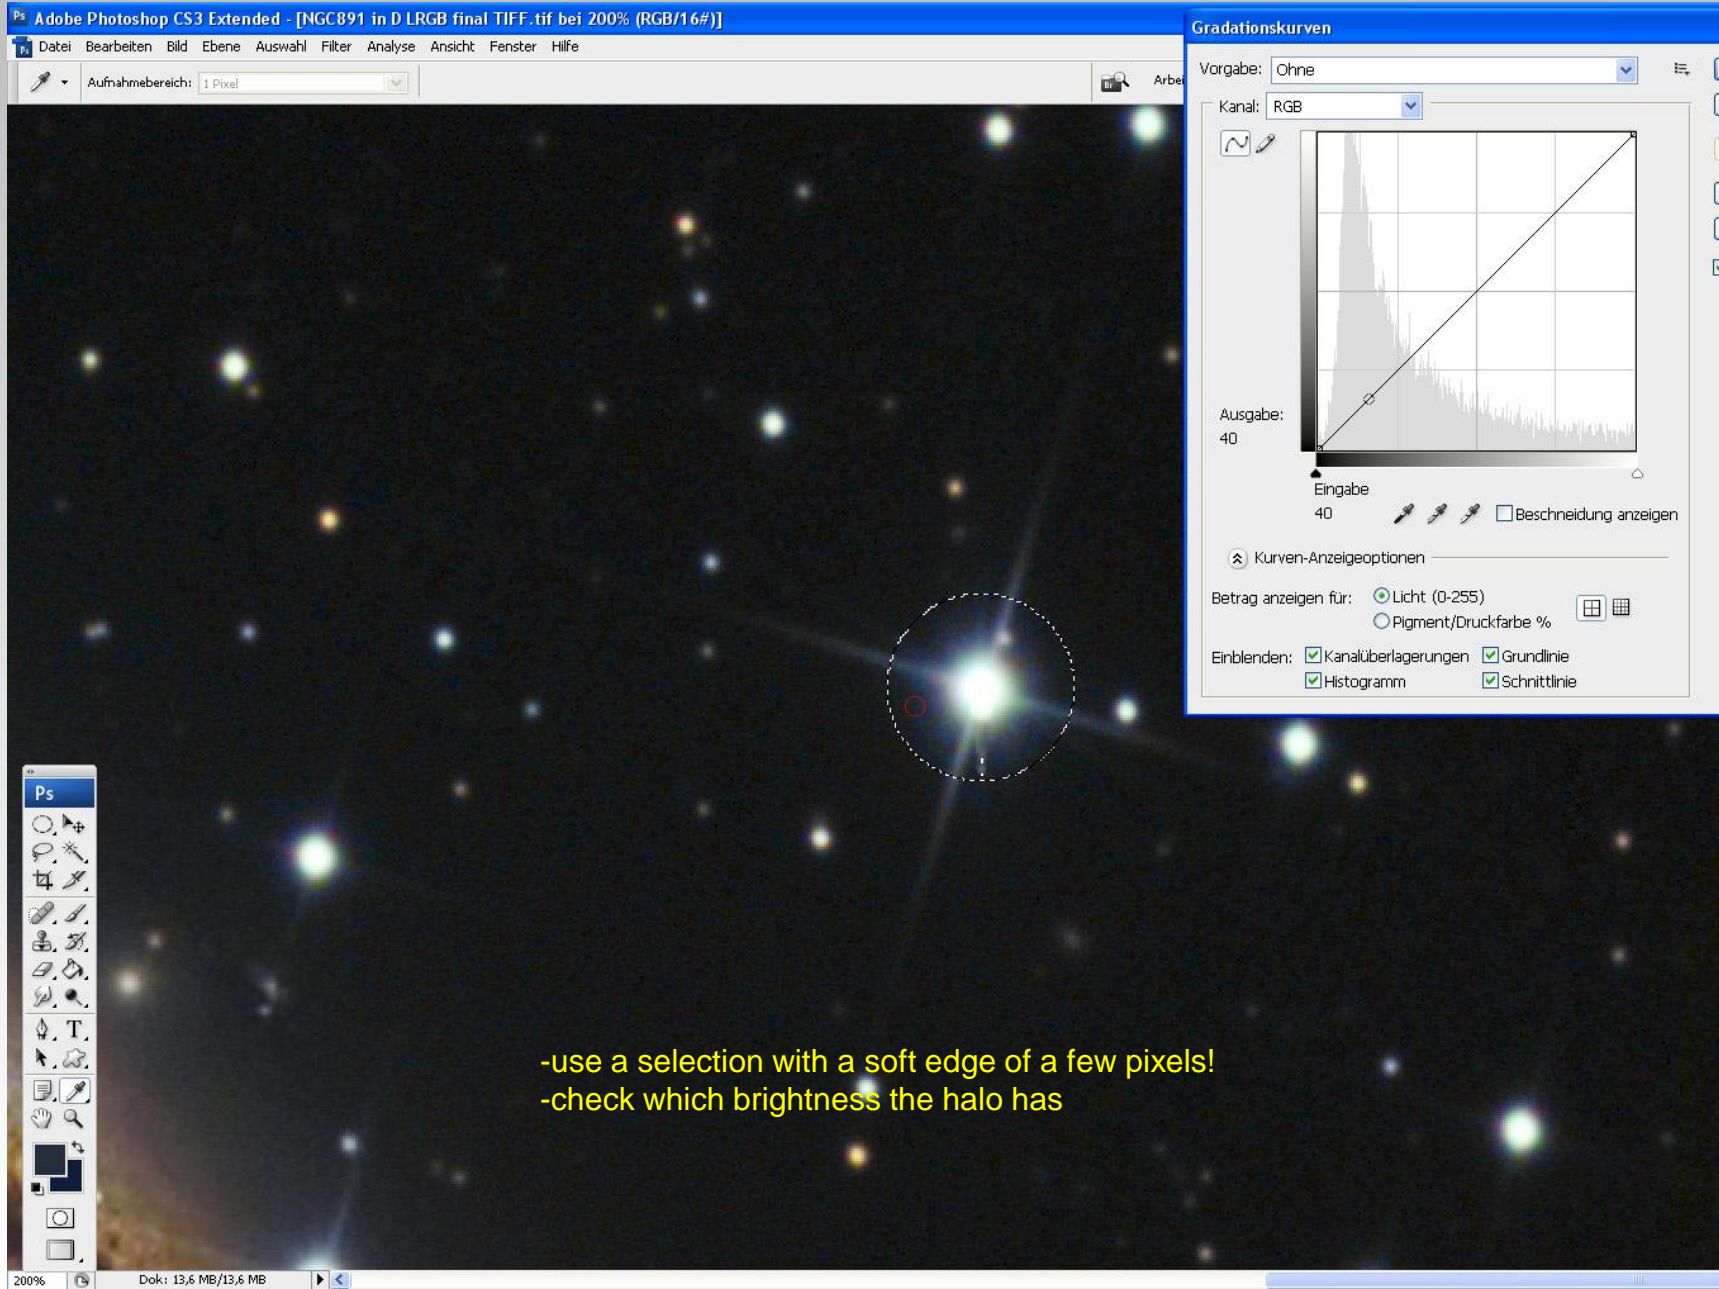 Ps Adobe Photoshop CS3 Extended - [NGC891 in D LRGB final TIFF.tif bei 200% (RGB/16#)]
Datei Bearbeiten Bild Ebene Auswahl Filter Analyse Ansicht Fenster Hilfe
Aufnahmebereich: 1 Pixel
Gradationskurven
Vorgabe: Ohne
Kanal: RGB
Ausgabe:
40
Eingabe
40
Beschneidung anzeigen
Kurven-Anzeigeoptionen
Betrag anzeigen für: Licht (0-255)
Pigment/Druckfarbe %
Einblenden: Kanalüberlagerungen Grundlinie
Histogramm Schnittlinie
Ps
T
-use a selection with a soft edge of a few pixels!
-check which brightness the halo has
200% Dok: 13,6 MB/13,6 MB